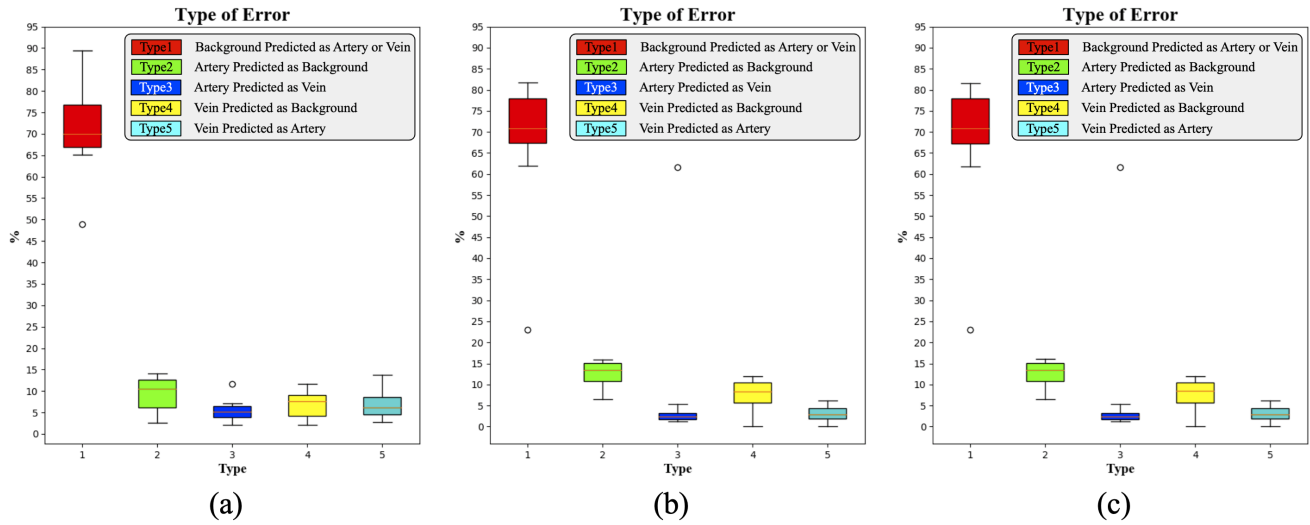 Type of Error
95
90
85
80
75
70
65
60
55
50
45
40
35
30
25
20
15
10
5
0
%
Type1 Background Predicted as Artery or Vein
Type2 Artery Predicted as Background
Type3 Artery Predicted as Vein
Type4 Vein Predicted as Background
Type5 Vein Predicted as Artery
1 2 3 4 5
Type
(a)
Type of Error
95
90
85
80
75
70
65
60
55
50
45
40
35
30
25
20
15
10
5
0
%
Type1 Background Predicted as Artery or Vein
Type2 Artery Predicted as Background
Type3 Artery Predicted as Vein
Type4 Vein Predicted as Background
Type5 Vein Predicted as Artery
1 2 3 4 5
Type
(b)
Type of Error
95
90
85
80
75
70
65
60
55
50
45
40
35
30
25
20
15
10
5
0
%
Type1 Background Predicted as Artery or Vein
Type2 Artery Predicted as Background
Type3 Artery Predicted as Vein
Type4 Vein Predicted as Background
Type5 Vein Predicted as Artery
1 2 3 4 5
Type
(c)